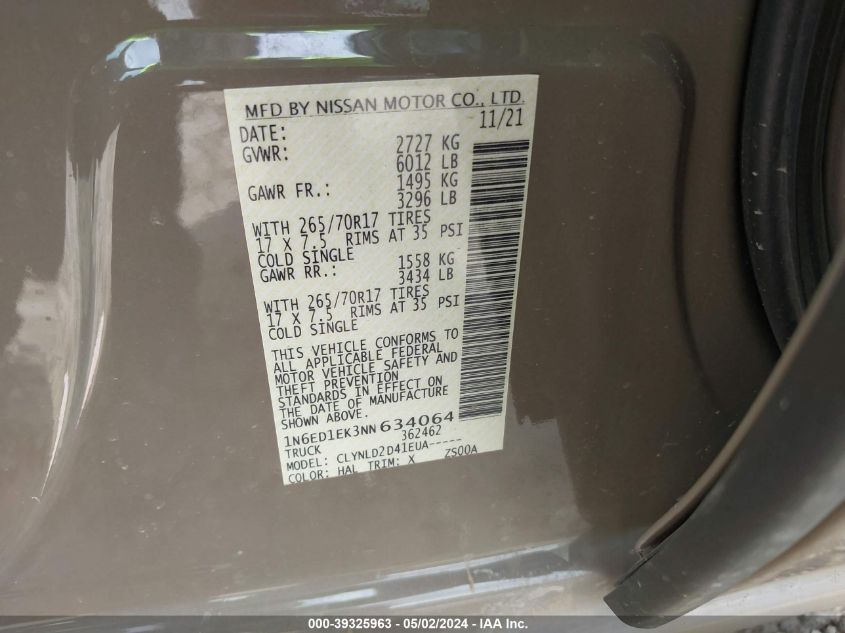 MFD BY NISSAN MOTOR CO., LTD.
DATE: 11/21
GVWR: 2727 KG
6012 LB
GAWR FR.: 1495 KG
3296 LB
WITH 265/70R17 TIRES
17 X 7.5 RIMS AT 35 PSI
COLD SINGLE
GAWR RR.: 1558 KG
3434 LB
WITH 265/70R17 TIRES
17 X 7.5 RIMS AT 35 PSI
COLD SINGLE
THIS VEHICLE CONFORMS TO
ALL APPLICABLE FEDERAL
MOTOR VEHICLE SAFETY AND
THEFT PREVENTION
STANDARDS IN EFFECT ON
THE DATE OF MANUFACTURE
SHOWN ABOVE.
1N6ED1EK3NN634064
TRUCK 362462
MODEL: CLYNLD2D41EUA-----
COLOR: HAL TRIM: X ZS00A
000-39325963 - 05/02/2024 - IAA Inc.